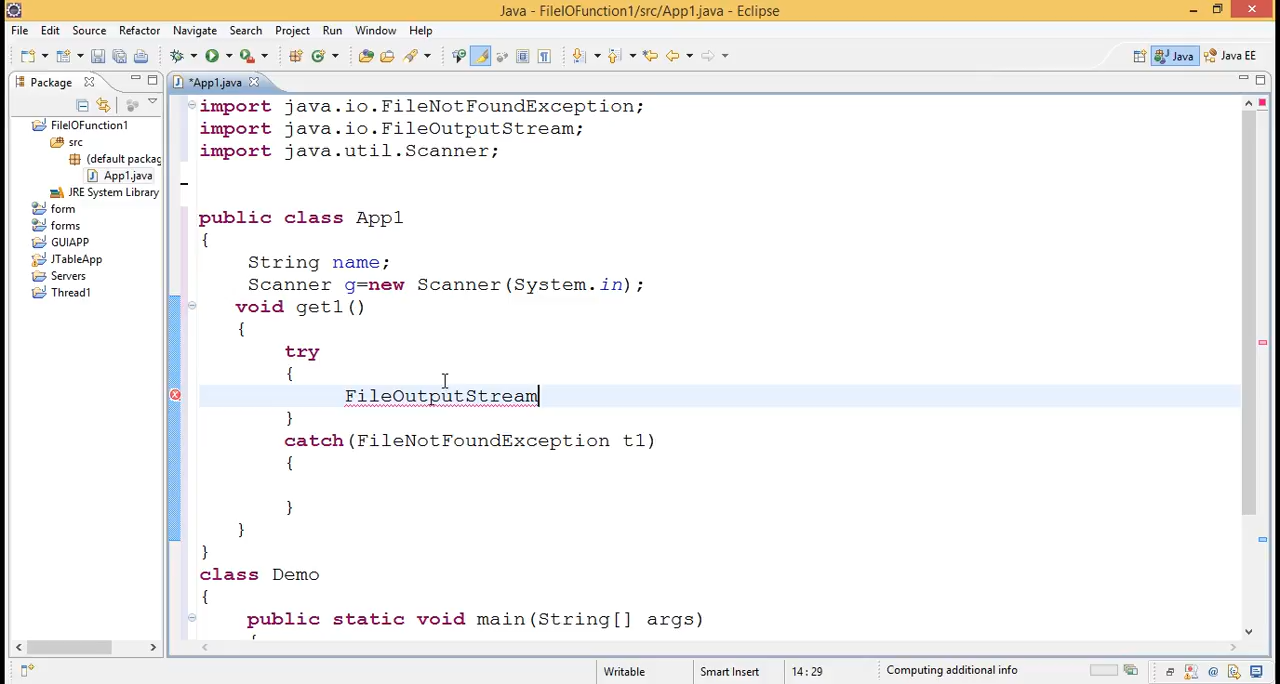 Java - FileIOFunction1/src/App1.java - Eclipse
File Edit Source Refactor Navigate Search Project Run Window Help
Java Java EE
Package
*App1.java
FileIOFunction1
src
(default packag
App1.java
JRE System Library
form
forms
GUIAPP
JTableApp
Servers
Thread1
import java.io.FileNotFoundException;
import java.io.FileOutputStream;
import java.util.Scanner;
public class App1
{
String name;
Scanner g=new Scanner(System.in);
void get1()
{
try
{
FileOutputStream
}
catch(FileNotFoundException t1)
{
}
}
}
class Demo
{
public static void main(String[] args)
{
Writable Smart Insert 14:29 Computing additional info